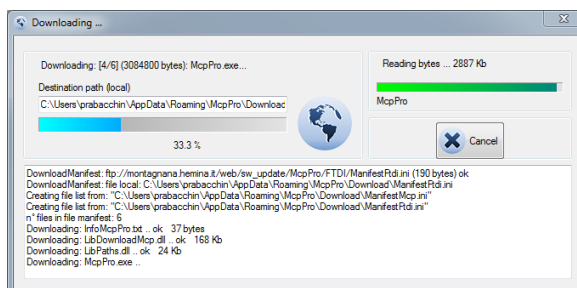 Downloading ...
Downloading: [4/6] (3084800 bytes): McpPro.exe...
Destination path (local)
C:\Users\prabacchin\AppData\Roaming\McpPro\Download
33.3 %
Reading bytes ... 2887 Kb
McpPro
Cancel
DownloadManifest: ftp://montagnana.hemina.it/web/sw_update/McpPro/FTDI/ManifestFtdi.ini (190 bytes) ok
DownloadManifest: file local: C:\Users\prabacchin\AppData\Roaming\McpPro\Download\ManifestFtdi.ini
Creating file list from: "C:\Users\prabacchin\AppData\Roaming\McpPro\Download\ManifestMcp.ini"
Creating file list from: "C:\Users\prabacchin\AppData\Roaming\McpPro\Download\ManifestFtdi.ini"
n° files in file manifest: 6
Downloading: InfoMcpPro.txt .. ok 37 bytes
Downloading: LibDownloadMcp.dll .. ok 168 Kb
Downloading: LibPaths.dll .. ok 24 Kb
Downloading: McpPro.exe ..